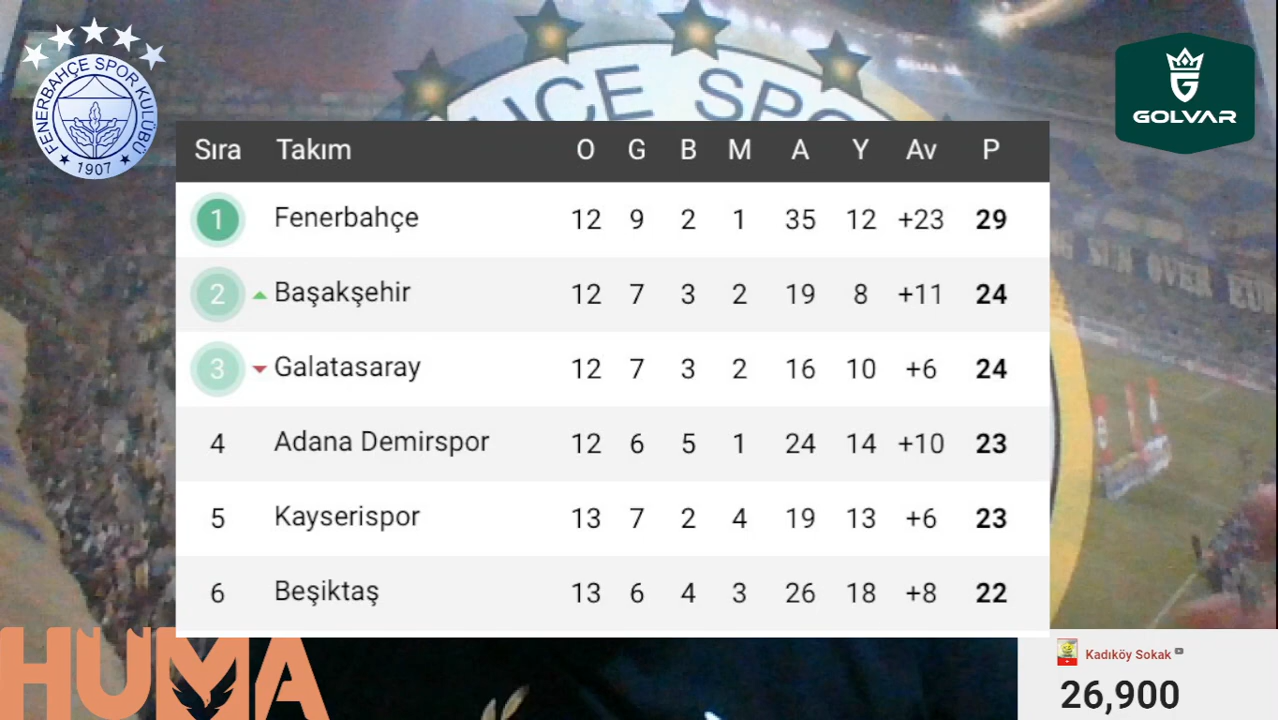 FENERBAHÇE SPOR KULÜBÜ
1907
GOLVAR
Sıra Takım O G B M A Y Av P
1 Fenerbahçe 12 9 2 1 35 12 +23 29
2 Başakşehir 12 7 3 2 19 8 +11 24
3 Galatasaray 12 7 3 2 16 10 +6 24
4 Adana Demirspor 12 6 5 1 24 14 +10 23
5 Kayserispor 13 7 2 4 19 13 +6 23
6 Beşiktaş 13 6 4 3 26 18 +8 22
HUMA
Kadıköy Sokak
26,900